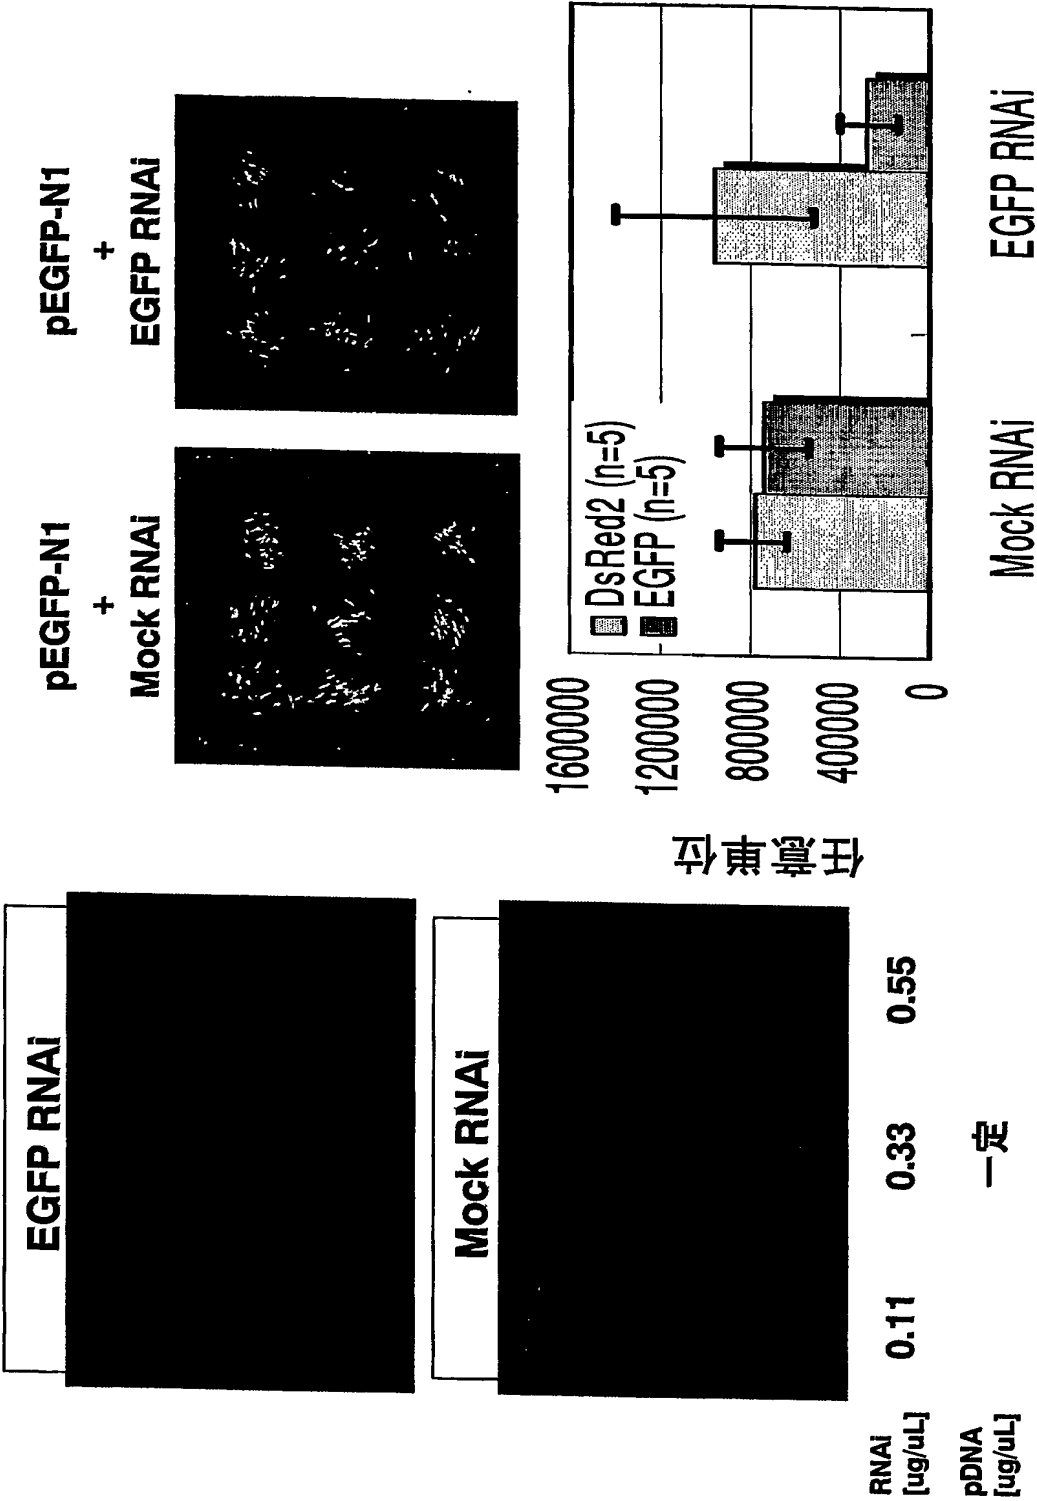 EGFP RNAi
Mock RNAi
RNAi
[ug/uL]
0.11
0.33
0.55
pDNA
[ug/uL]
一定
pEGFP-N1
+
Mock RNAi
pEGFP-N1
+
EGFP RNAi
任意単位
1600000
1200000
800000
400000
0
DsRed2 (n=5)
EGFP (n=5)
Mock RNAi
EGFP RNAi